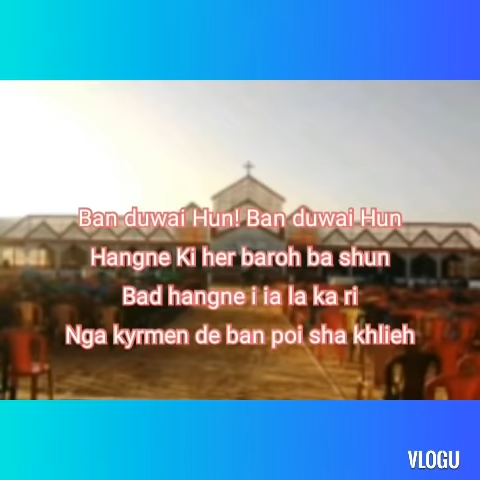 Ban duwai Hun! Ban duwai Hun
Hangne Ki her baroh ba shun
Bad hangne i ia la ka ri
Nga kyrmen de ban poi sha khlieh
VLOGU